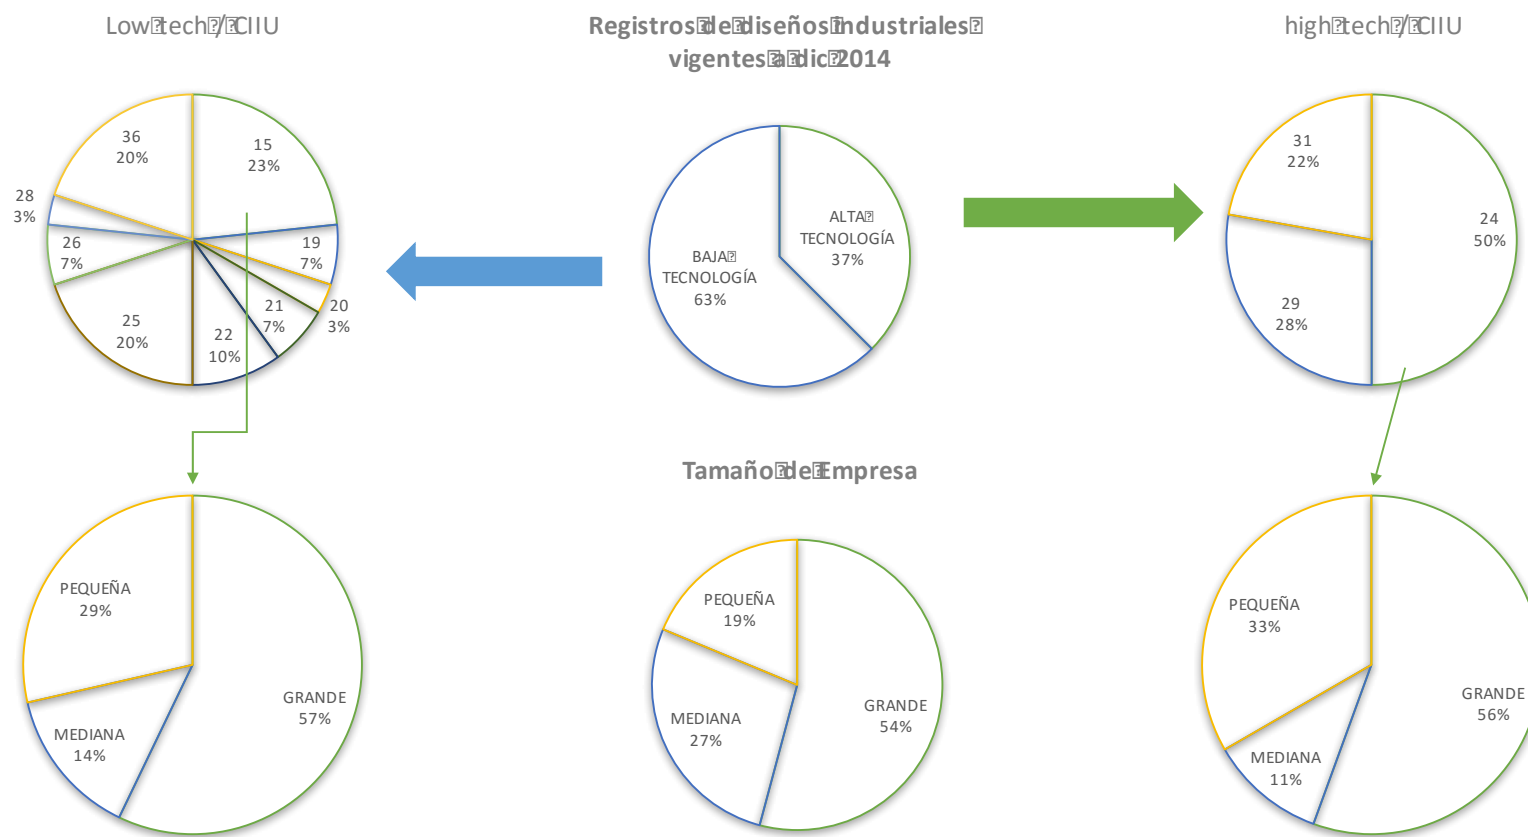 Low tech / CIIU
Registros de diseños industriales
vigentes a dic 2014
high tech / CIIU
36
20%
15
23%
28
3%
26
7%
19
7%
25
20%
22
10%
21
7%
20
3%
BAJA
TECNOLOGÍA
63%
ALTA
TECNOLOGÍA
37%
31
22%
24
50%
29
28%
Tamaño de Empresa
PEQUEÑA
29%
GRANDE
57%
MEDIANA
14%
PEQUEÑA
19%
MEDIANA
27%
GRANDE
54%
PEQUEÑA
33%
GRANDE
56%
MEDIANA
11%